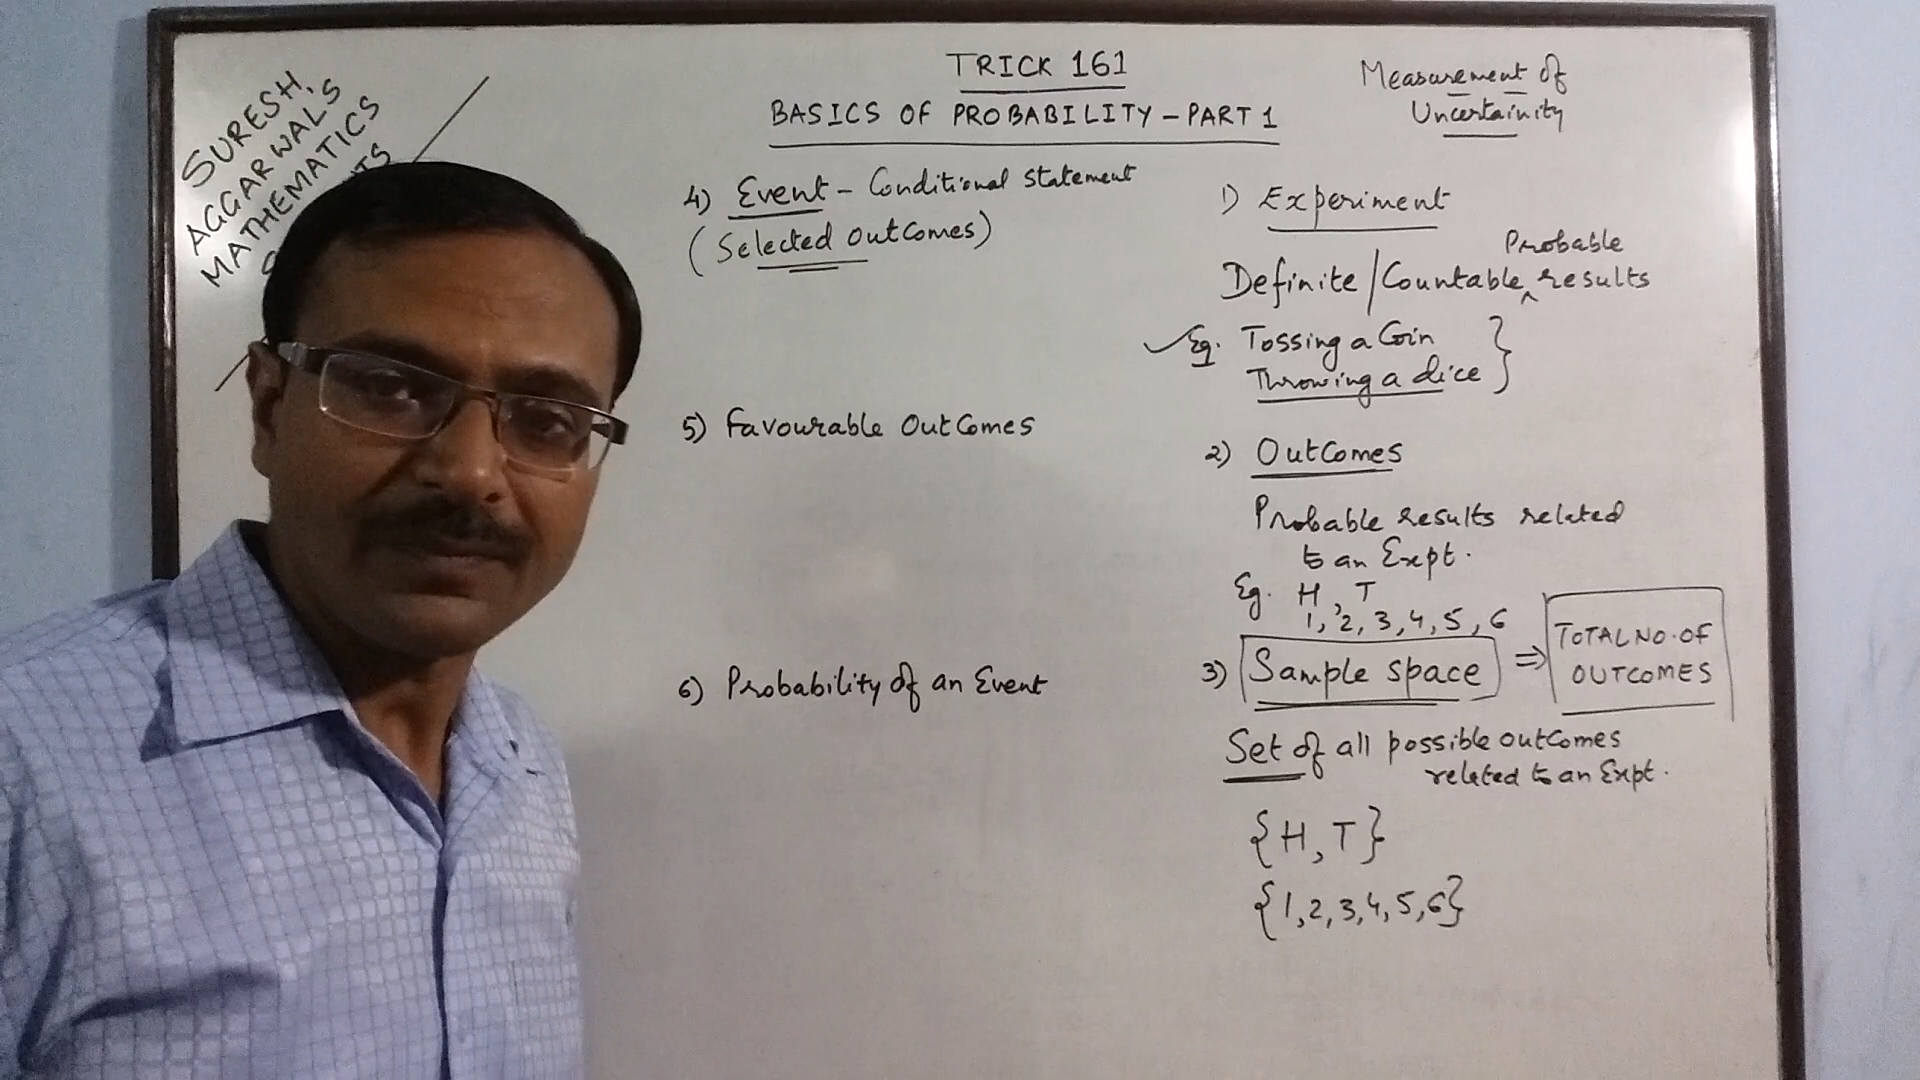 SURESH
AGGARWAL'S
MATHEMATICS
TRICK 161
BASICS OF PROBABILITY - PART 1
Measurement of
Uncertainity
4) Event - Conditional Statement
(Selected Outcomes)
5) Favourable Outcomes
6) Probability of an Event
1) Experiment
Probable
Definite/Countable ^ results
Eg. Tossing a Coin }
Throwing a dice
2) Outcomes
Probable results related
to an Expt.
Eg. H, T
1, 2, 3, 4, 5, 6
3) Sample space ⇒ TOTAL NO. OF
OUTCOMES
Set of all possible outcomes
related to an Expt.
{H, T}
{1, 2, 3, 4, 5, 6}